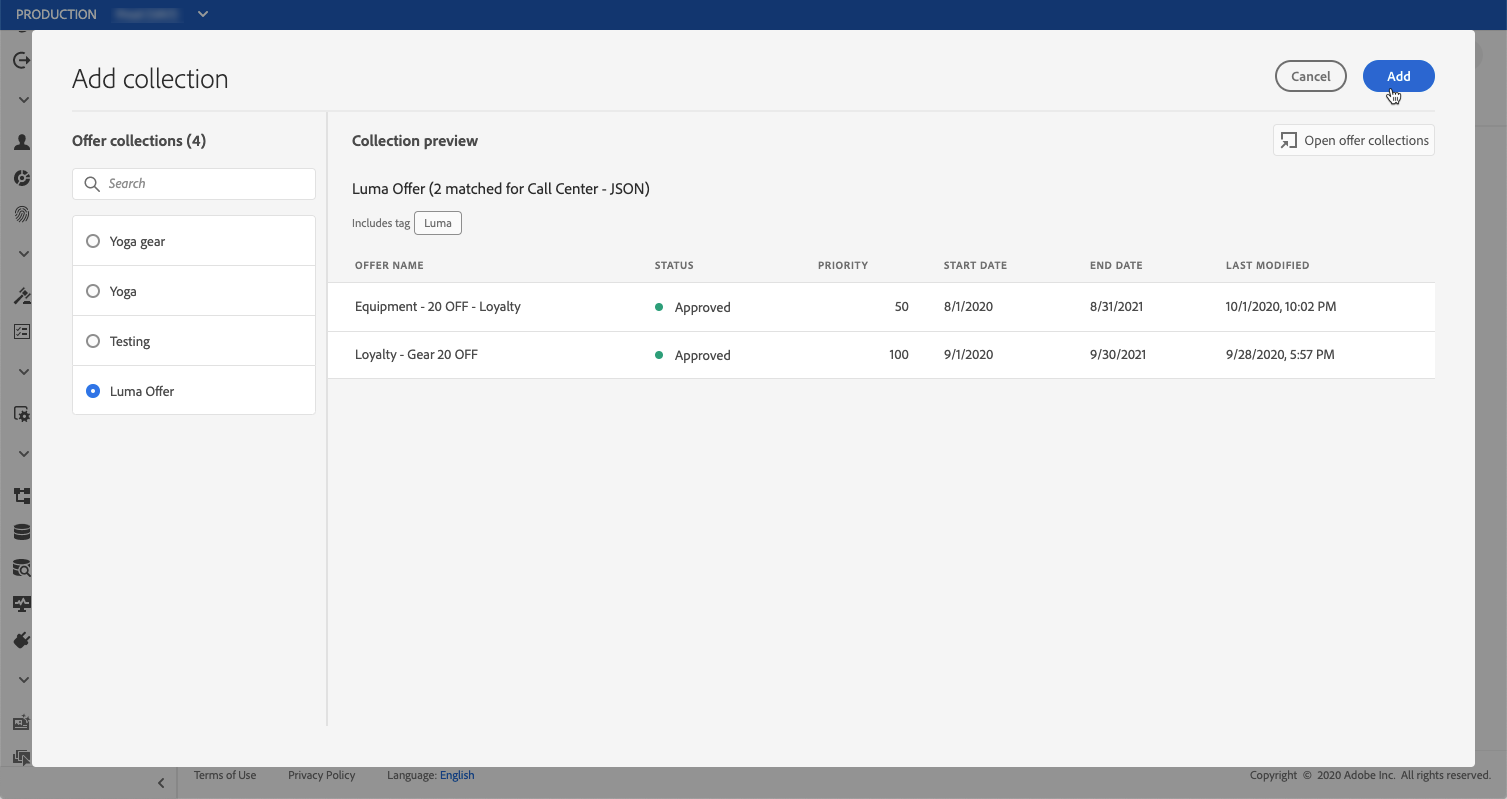 PRODUCTION
Add collection
Cancel
Add
Offer collections (4)
Search
Yoga gear
Yoga
Testing
Luma Offer
Collection preview
Open offer collections
Luma Offer (2 matched for Call Center - JSON)
Includes tag Luma
OFFER NAME STATUS PRIORITY START DATE END DATE LAST MODIFIED
Equipment - 20 OFF - Loyalty Approved 50 8/1/2020 8/31/2021 10/1/2020, 10:02 PM
Loyalty - Gear 20 OFF Approved 100 9/1/2020 9/30/2021 9/28/2020, 5:57 PM
Terms of Use Privacy Policy Language: English Copyright © 2020 Adobe Inc. All rights reserved.